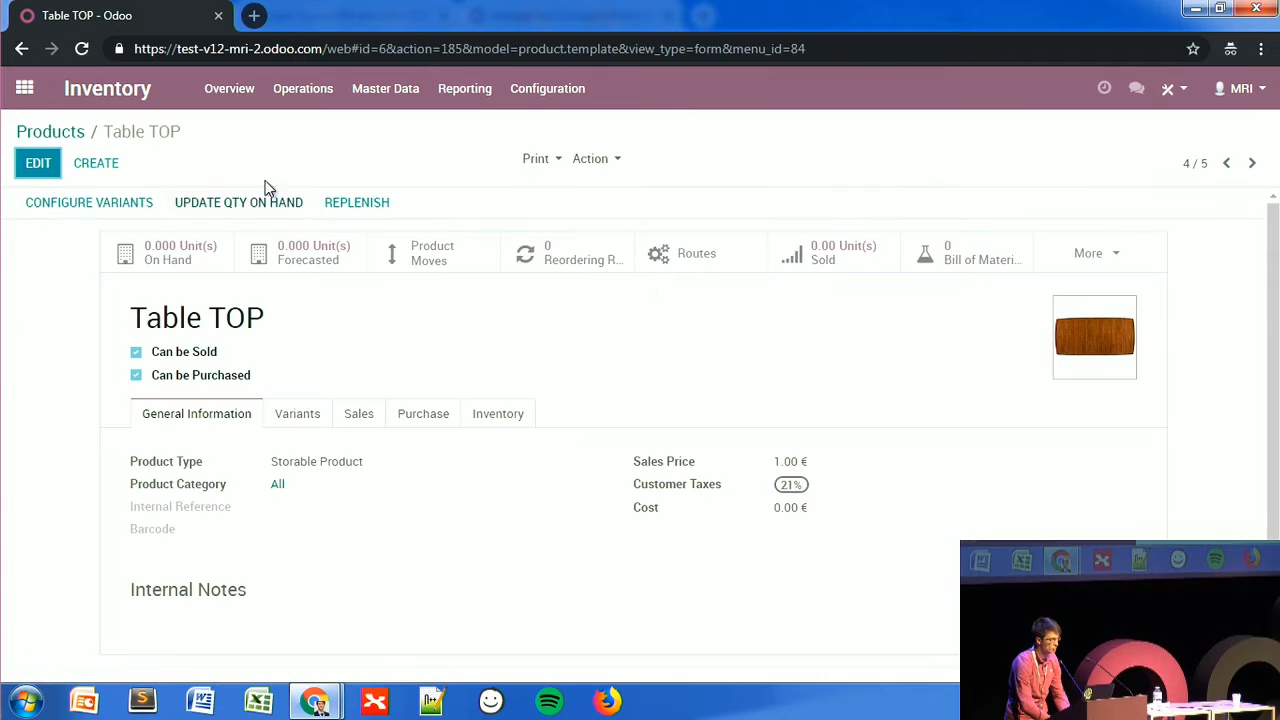 Table TOP - Odoo
https://test-v12-mri-2.odoo.com/web#id=6&action=185&model=product.template&view_type=form&menu_id=84
Inventory Overview Operations Master Data Reporting Configuration MRI
Products / Table TOP
EDIT CREATE Print Action 4 / 5
CONFIGURE VARIANTS UPDATE QTY ON HAND REPLENISH
0.000 Unit(s) On Hand
0.000 Unit(s) Forecasted
Product Moves
0 Reordering R...
Routes
0.00 Unit(s) Sold
0 Bill of Materi...
More
Table TOP
Can be Sold
Can be Purchased
General Information Variants Sales Purchase Inventory
Product Type Storable Product
Product Category All
Internal Reference
Barcode
Sales Price 1.00 €
Customer Taxes 21%
Cost 0.00 €
Internal Notes